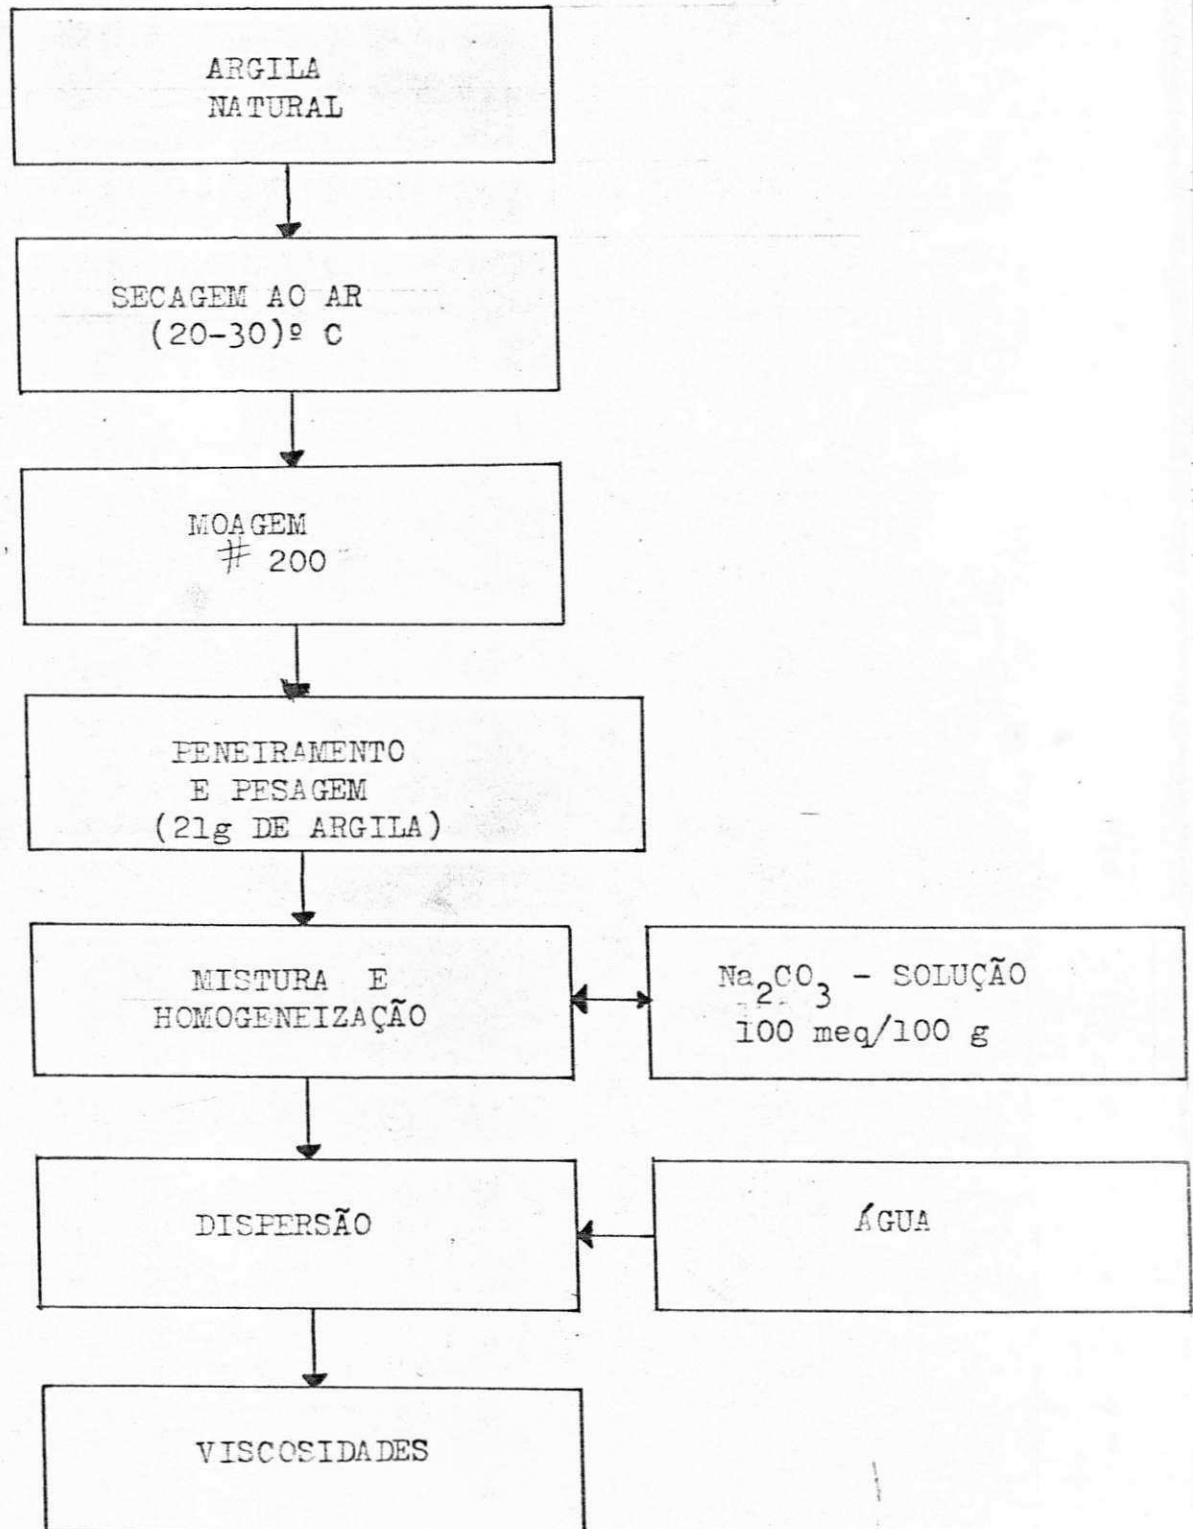 ARGILA
NATURAL
SECAGEM AO AR
(20-30)º C
MOAGEM
# 200
PENEIRAMENTO
E PESAGEM
(21g DE ARGILA)
MISTURA E
HOMOGENEIZAÇÃO
Na2CO3 - SOLUÇÃO
100 meq/100 g
DISPERSÃO
ÁGUA
VISCOSIDADES